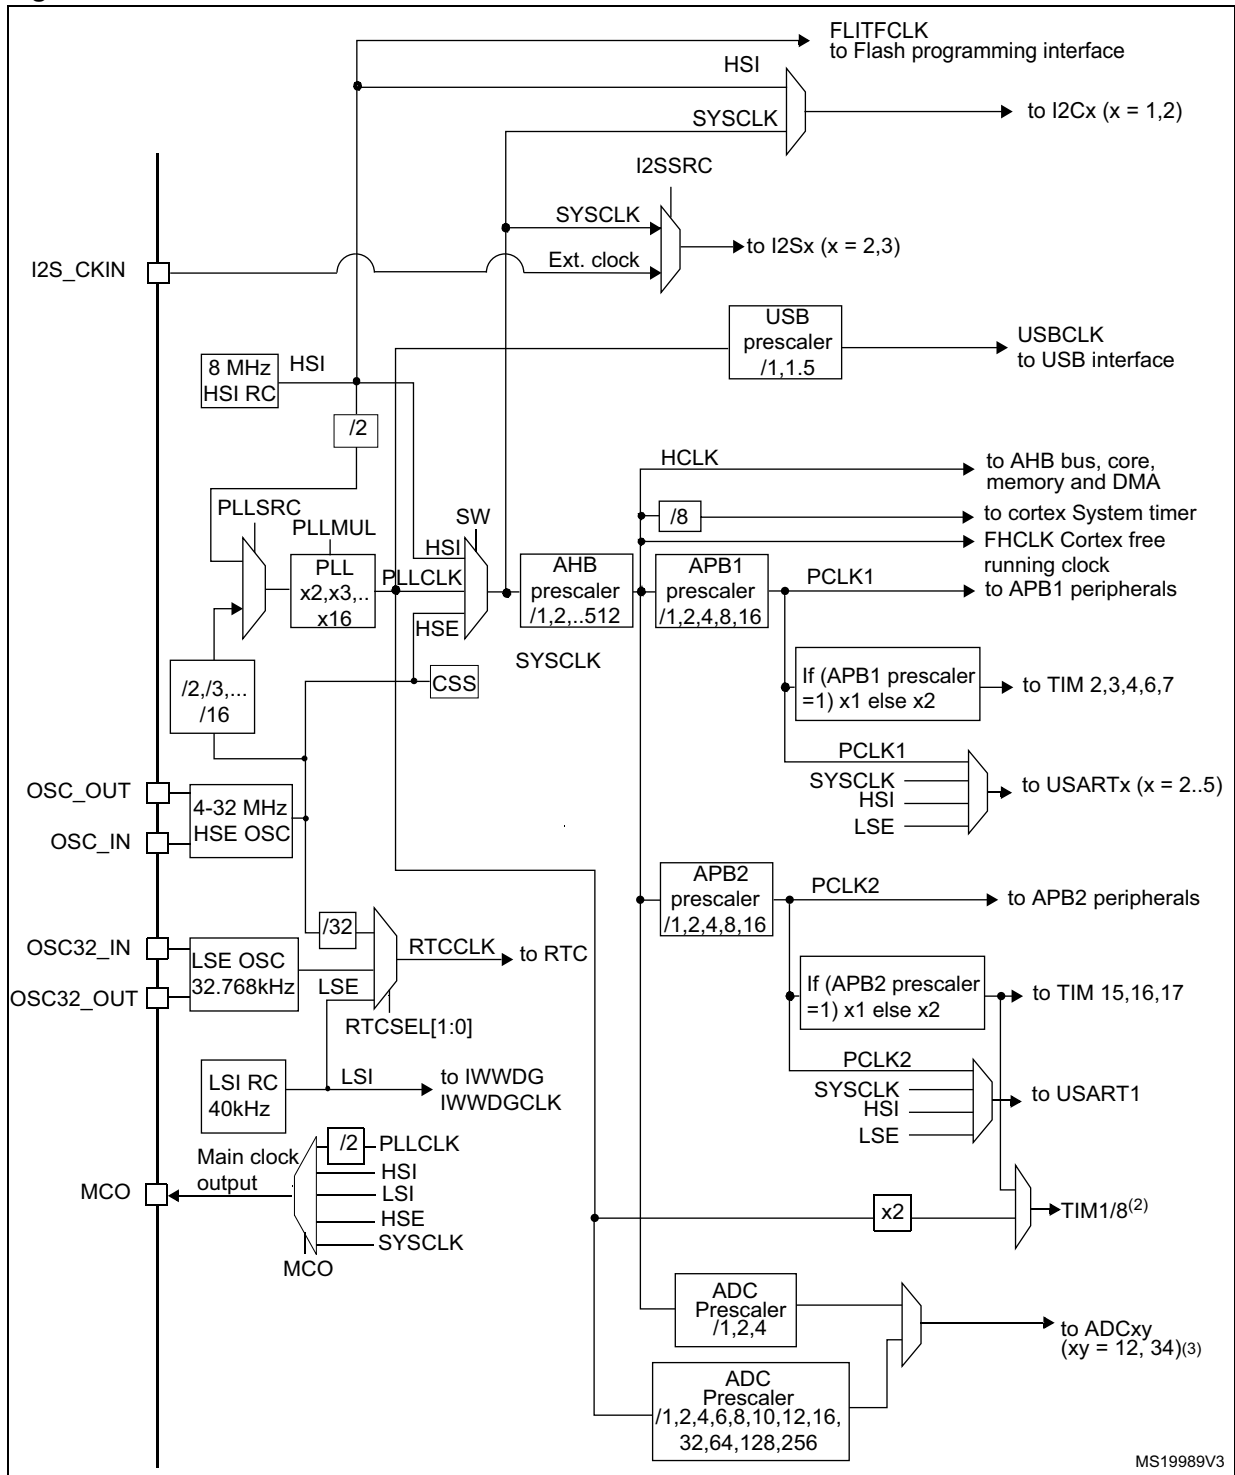 FLITFCLK
to Flash programming interface
HSI
to I2Cx (x = 1,2)
SYSCLK
I2SSRC
SYSCLK
to I2Sx (x = 2,3)
I2S_CKIN
Ext. clock
USB
prescaler
/1,1.5
USBCLK
to USB interface
8 MHz
HSI RC
HSI
/2
HCLK
to AHB bus, core,
memory and DMA
/8
to cortex System timer
FHCLK Cortex free
running clock
PLLSRC
PLLMUL
PLL
x2,x3,..
x16
SW
HSI
PLLCLK
HSE
AHB
prescaler
/1,2,..512
APB1
prescaler
/1,2,4,8,16
PCLK1
to APB1 peripherals
SYSCLK
CSS
/2,/3,...
/16
If (APB1 prescaler
=1) x1 else x2
to TIM 2,3,4,6,7
PCLK1
SYSCLK
HSI
LSE
to USARTx (x = 2..5)
OSC_OUT
OSC_IN
4-32 MHz
HSE OSC
APB2
prescaler
/1,2,4,8,16
PCLK2
to APB2 peripherals
/32
OSC32_IN
OSC32_OUT
LSE OSC
32.768kHz
LSE
RTCCLK
to RTC
RTCSEL[1:0]
If (APB2 prescaler
=1) x1 else x2
to TIM 15,16,17
LSI RC
40kHz
LSI
to IWWDG
IWWDGCLK
PCLK2
SYSCLK
HSI
LSE
to USART1
MCO
Main clock
output
/2
PLLCLK
HSI
LSI
HSE
SYSCLK
MCO
x2
TIM1/8(2)
ADC
Prescaler
/1,2,4
to ADCxy
(xy = 12, 34)(3)
ADC
Prescaler
/1,2,4,6,8,10,12,16,
32,64,128,256
MS19989V3